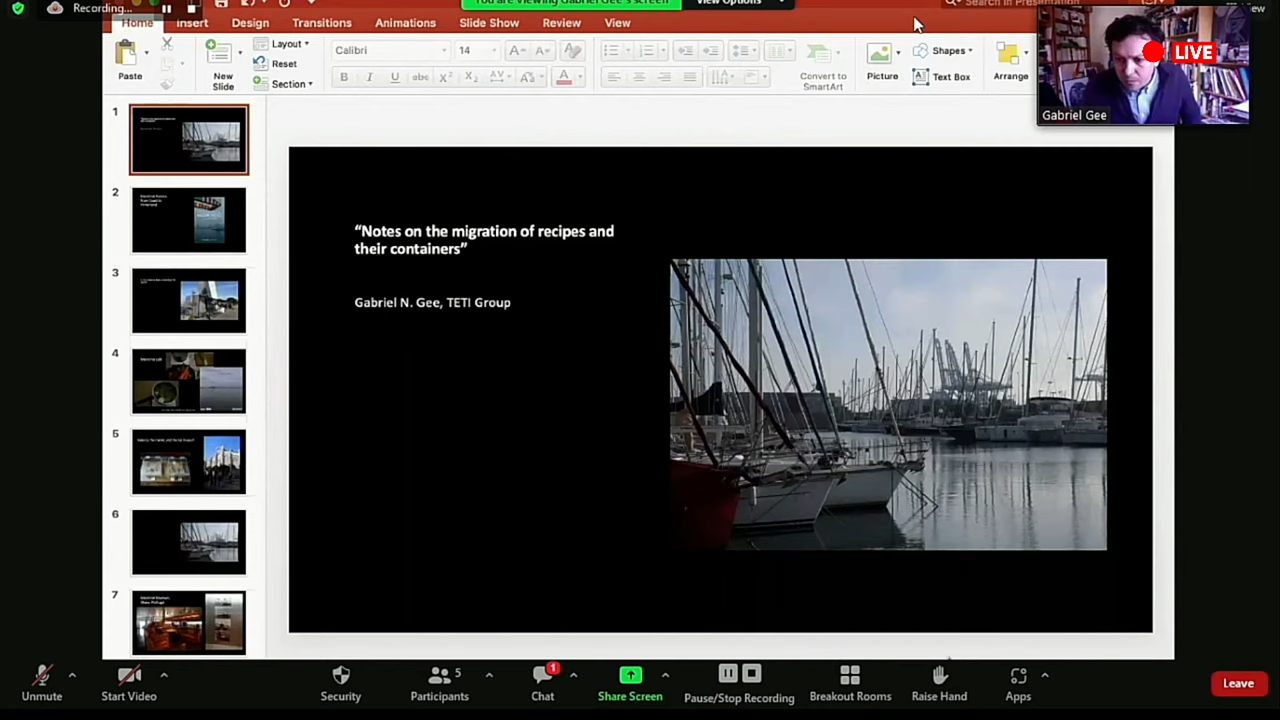 Recording...
You are viewing Gabriel Gee's screen
View Options
Search in Presentation
View
Home
Insert
Design
Transitions
Animations
Slide Show
Review
View
LIVE
Gabriel Gee
Paste
New
Slide
Layout
Reset
Section
Calibri
14
Convert to
SmartArt
Picture
Shapes
Text Box
Arrange
1
2
3
4
5
6
7
“Notes on the migration of recipes and
their containers”
Gabriel N. Gee, TETI Group
Unmute
Start Video
Security
Participants
5
Chat
1
Share Screen
Pause/Stop Recording
Breakout Rooms
Raise Hand
Apps
Leave